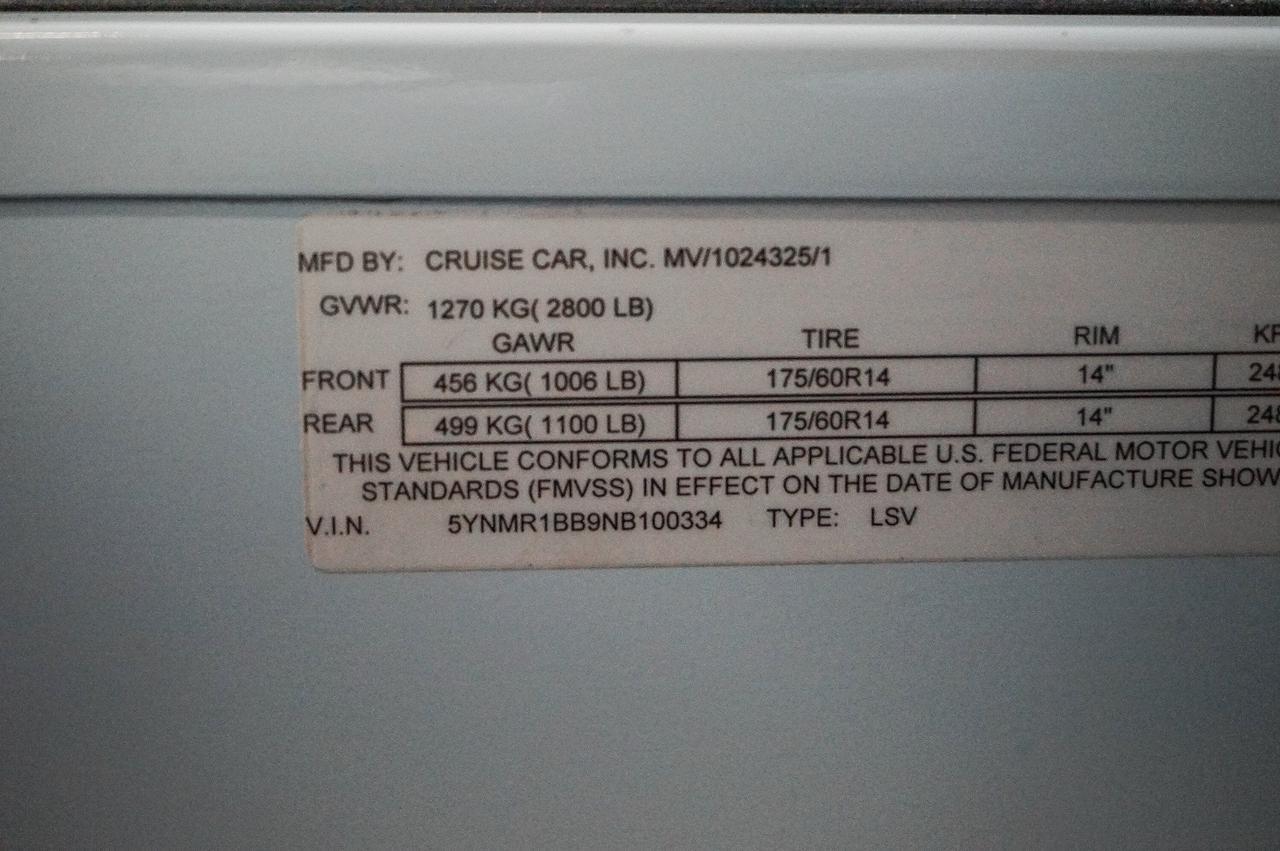 MFD BY: CRUISE CAR, INC. MV/1024325/1
GVWR: 1270 KG( 2800 LB)
GAWR TIRE RIM
FRONT 456 KG( 1006 LB) 175/60R14 14"
REAR 499 KG( 1100 LB) 175/60R14 14"
THIS VEHICLE CONFORMS TO ALL APPLICABLE U.S. FEDERAL MOTOR
STANDARDS (FMVSS) IN EFFECT ON THE DATE OF MANUFACTURE SHOW
V.I.N. 5YNMR1BB9NB100334 TYPE: LSV